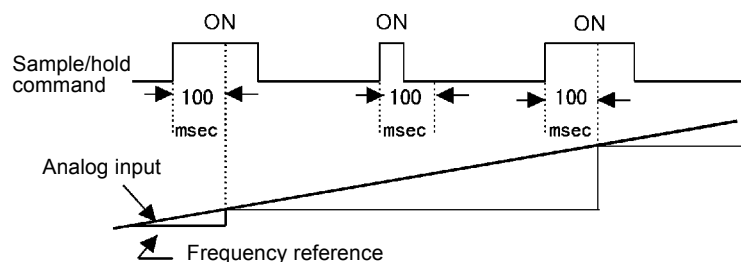 ON ON ON
Sample/hold
command
100 100 100
msec msec msec
Analog input
Frequency reference